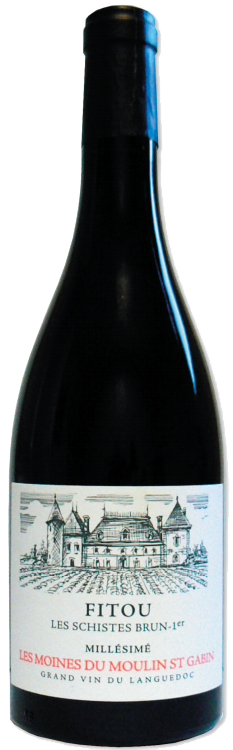 FITOU
LES SCHISTES BRUN-1er
MILLÉSIMÉ
LES MOINES DU MOULIN ST GABIN
GRAND VIN DU LANGUEDOC